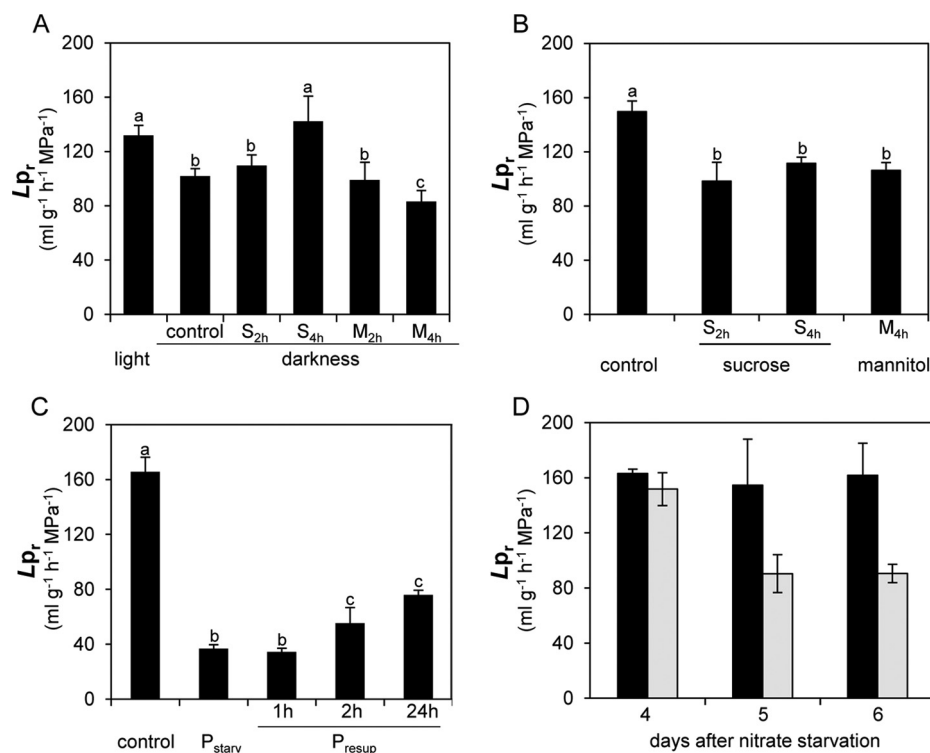 A
200
160
120
80
40
0
Lpr
(ml g⁻¹ h⁻¹ MPa⁻¹)
a
b
b
a
b
c
control S2h S4h M2h M4h
light darkness
B
200
160
120
80
40
0
Lpr
(ml g⁻¹ h⁻¹ MPa⁻¹)
a
b
b
b
S2h S4h M4h
control sucrose mannitol
C
200
160
120
80
40
0
Lpr
(ml g⁻¹ h⁻¹ MPa⁻¹)
a
b
b
c
c
1h 2h 24h
control Pstarv Presup
D
200
160
120
80
40
0
Lpr
(ml g⁻¹ h⁻¹ MPa⁻¹)
4 5 6
days after nitrate starvation